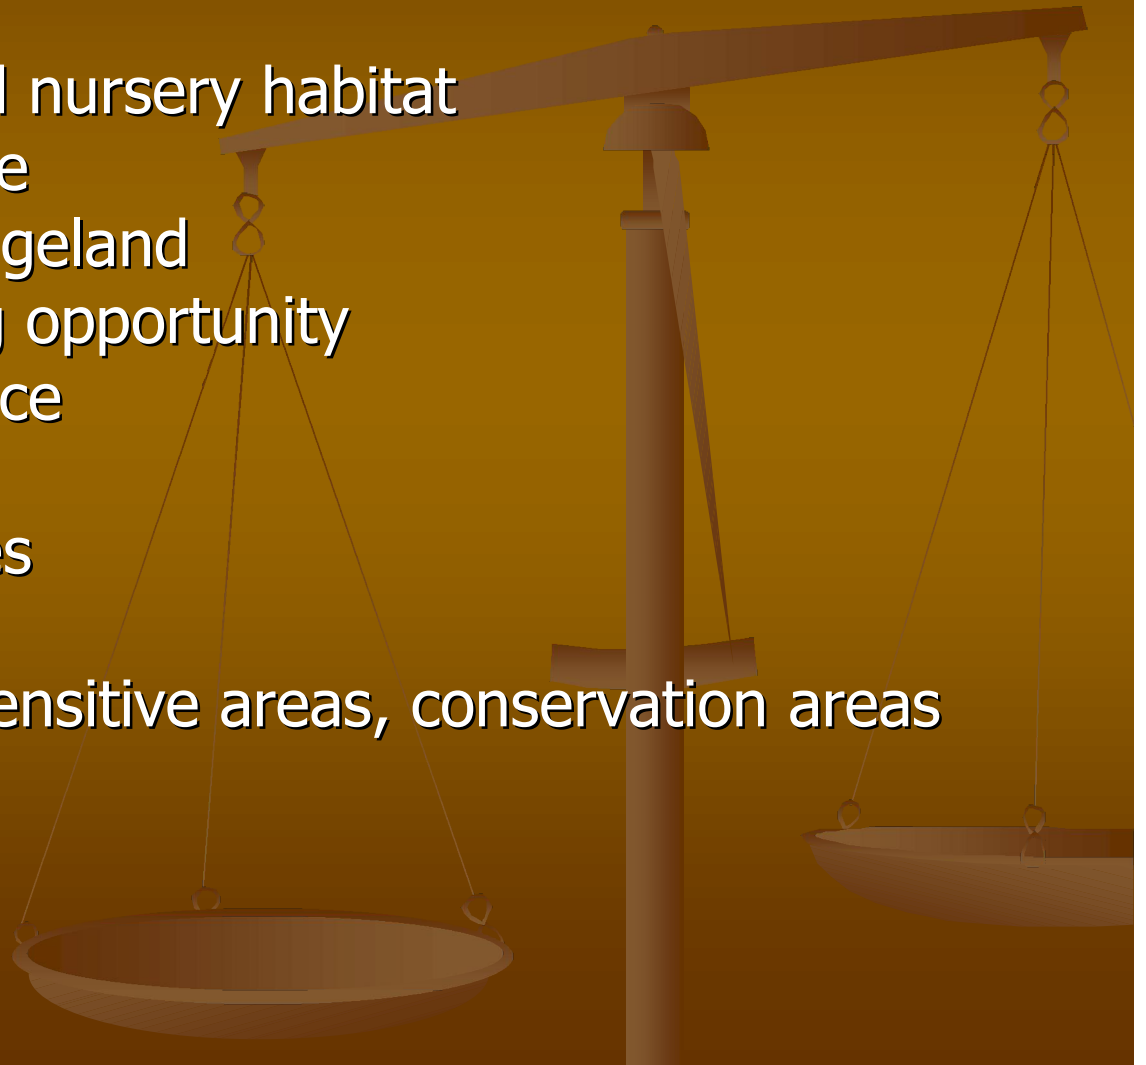 nursery habitat
e
geland
opportunity
ce
es
ensitive areas, conservation areas